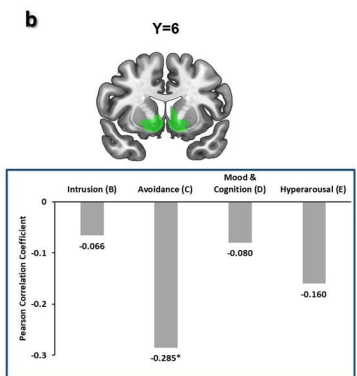 b
Y=6
Mood &
Intrusion (B) Avoidance (C) Cognition (D) Hyperarousal (E)
0
-0.066
-0.080
-0.1
-0.160
-0.2
-0.285*
-0.3
Pearson Correlation Coefficient